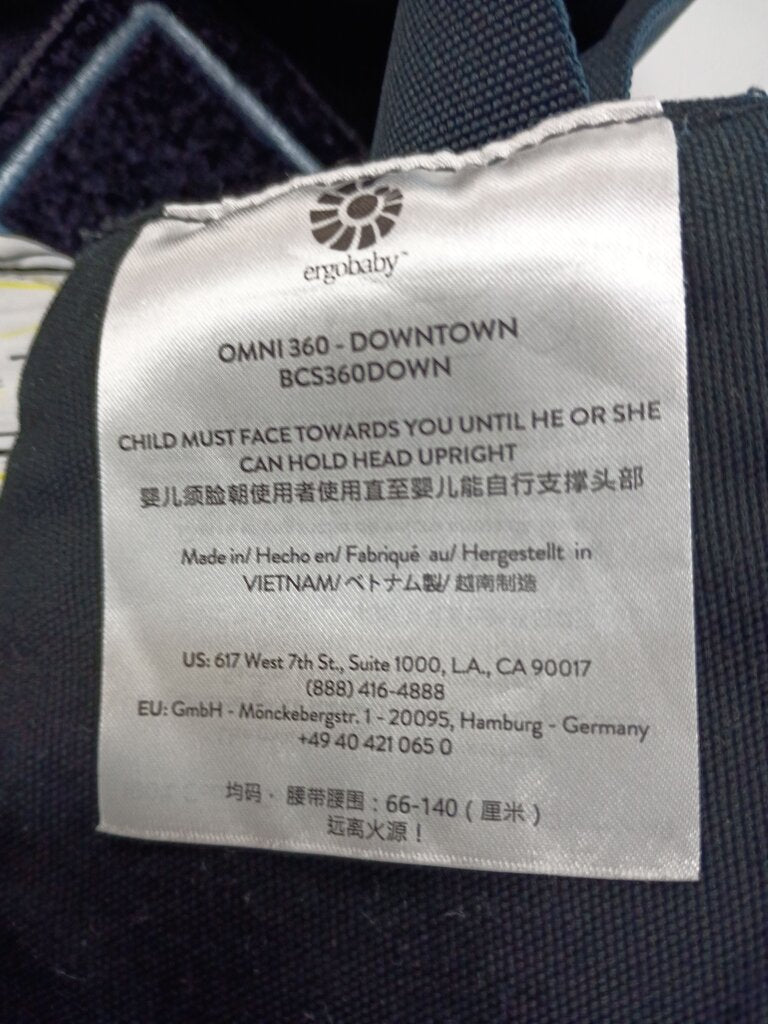 ergobaby™
OMNI 360 - DOWNTOWN
BCS360DOWN
CHILD MUST FACE TOWARDS YOU UNTIL HE OR SHE
CAN HOLD HEAD UPRIGHT
婴儿须脸朝使用者使用直至婴儿能自行支撑头部
Made in/ Hecho en/ Fabriqué au/ Hergestellt in
VIETNAM/ ベトナム製/ 越南制造
US: 617 West 7th St., Suite 1000, L.A., CA 90017
(888) 416-4888
EU: GmbH - Mönckebergstr. 1 - 20095, Hamburg - Germany
+49 40 421 065 0
均码、腰带腰围：66-140（厘米）
远离火源！